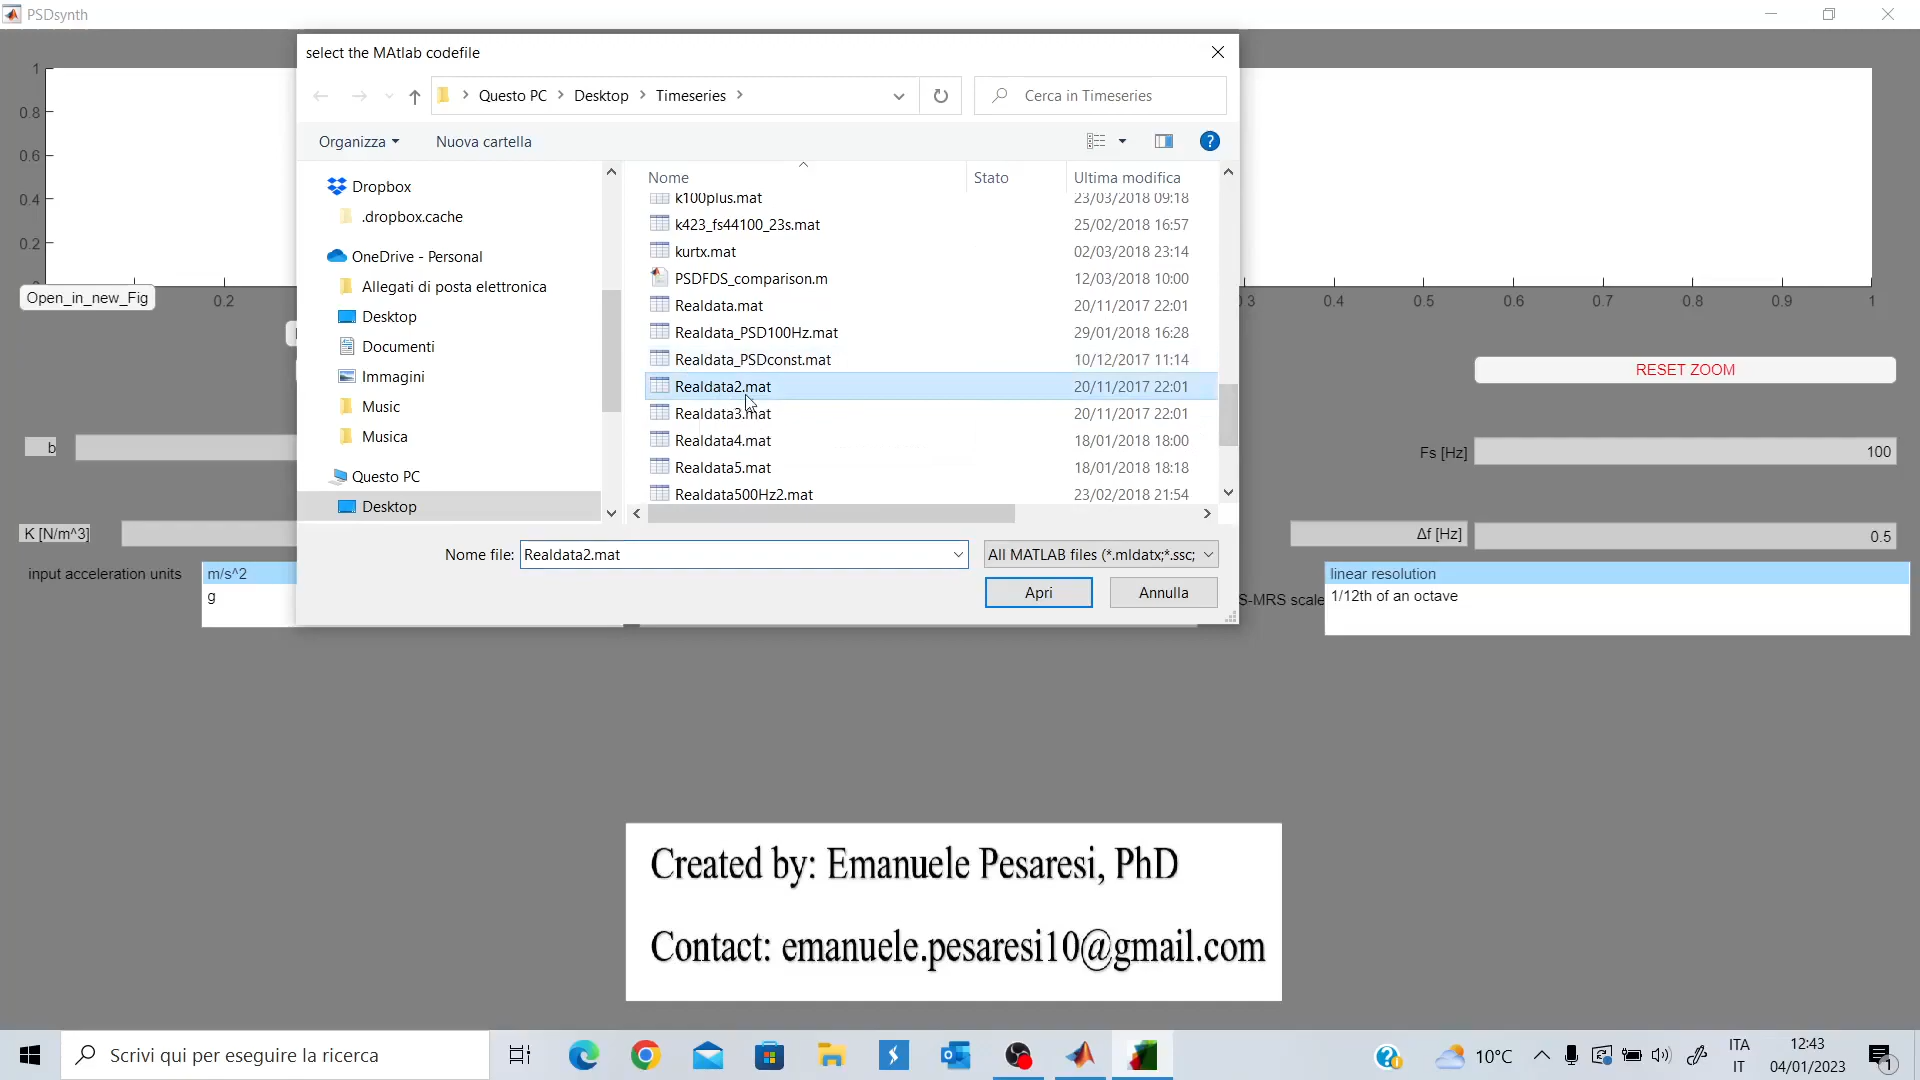 PSDsynth
select the MAtlab codefile
Questo PC > Desktop > Timeseries >
Cerca in Timeseries
Organizza
Nuova cartella
Nome
Stato
Ultima modifica
Dropbox
.dropbox.cache
OneDrive - Personal
Allegati di posta elettronica
Desktop
Documenti
Immagini
Music
Musica
Questo PC
Desktop
k100plus.mat 23/03/2018 09:18
k423_fs44100_23s.mat 25/02/2018 16:57
kurtx.mat 02/03/2018 23:14
PSDFDS_comparison.m 12/03/2018 10:00
Realdata.mat 20/11/2017 22:01
Realdata_PSD100Hz.mat 29/01/2018 16:28
Realdata_PSDconst.mat 10/12/2017 11:14
Realdata2.mat 20/11/2017 22:01
Realdata3.mat 20/11/2017 22:01
Realdata4.mat 18/01/2018 18:00
Realdata5.mat 18/01/2018 18:18
Realdata500Hz2.mat 23/02/2018 21:54
Nome file: Realdata2.mat
All MATLAB files (*.mldatx;*.ssc;
Apri
Annulla
1
0.8
0.6
0.4
0.2
0.2
Open_in_new_Fig
0.3 0.4 0.5 0.6 0.7 0.8 0.9 1
RESET ZOOM
b
Fs [Hz] 100
K [N/m^3]
Δf [Hz] 0.5
input acceleration units
m/s^2
g
S-MRS scale
linear resolution
1/12th of an octave
Created by: Emanuele Pesaresi, PhD
Contact: emanuele.pesaresi10@gmail.com
Scrivi qui per eseguire la ricerca
10°C
ITA
IT
12:43
04/01/2023
1